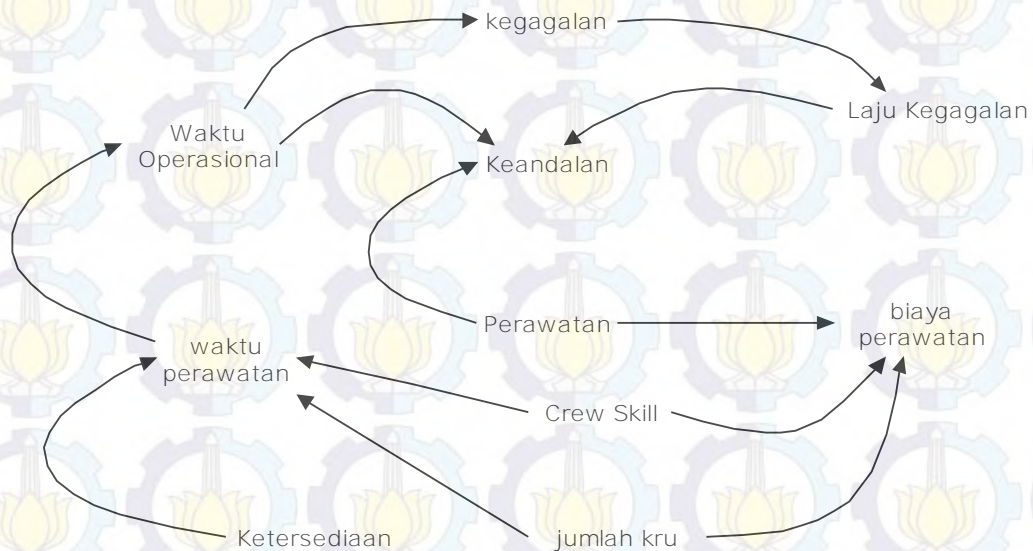 kegagalan
Laju Kegagalan
Waktu
Operasional
Keandalan
Perawatan
biaya
perawatan
waktu
perawatan
Crew Skill
Ketersediaan
jumlah kru